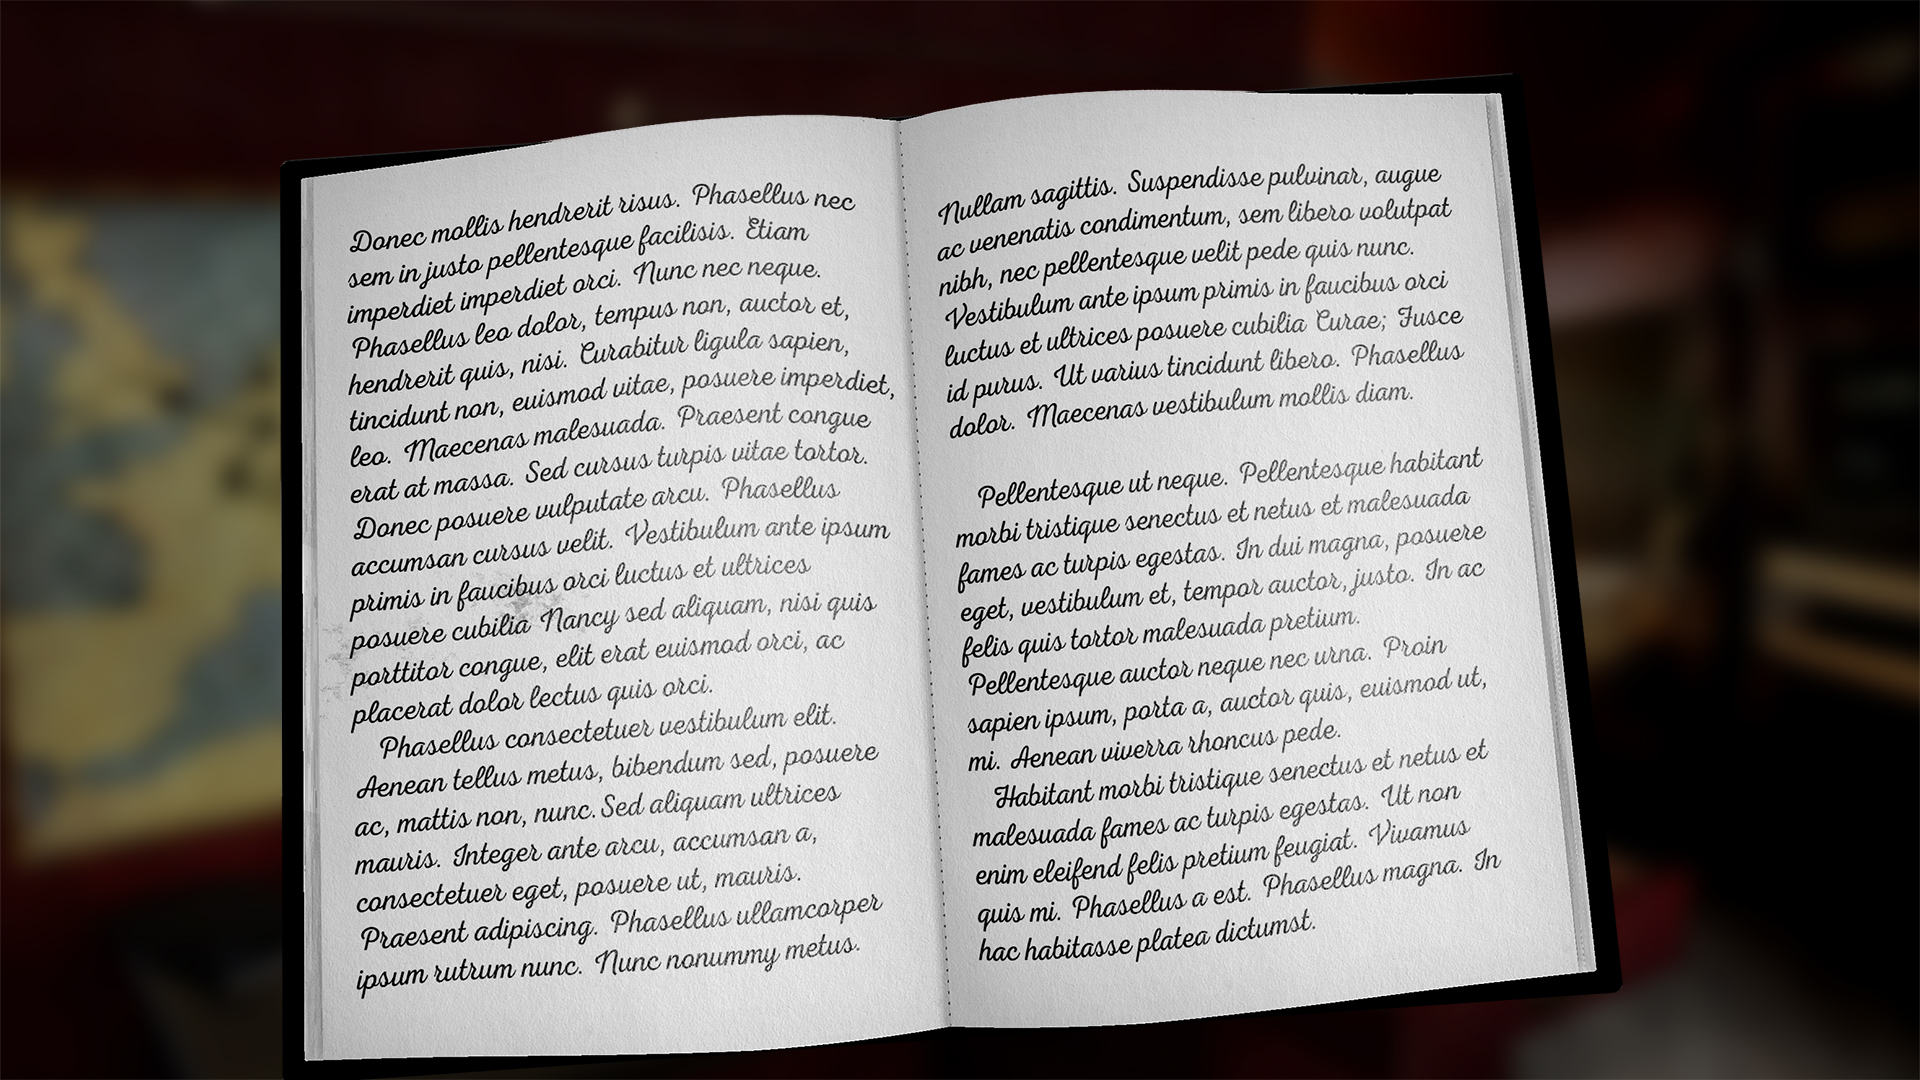 Donec mollis hendrerit risus. Phasellus nec
sem in justo pellentesque facilisis. Etiam
imperdiet imperdiet orci. Nunc nec neque.
Phasellus leo dolor, tempus non, auctor et,
hendrerit quis, nisi. Curabitur ligula sapien,
tincidunt non, euismod vitae, posuere imperdiet,
leo. Maecenas malesuada. Praesent congue
erat at massa. Sed cursus turpis vitae tortor.
Donec posuere vulputate arcu. Phasellus
accumsan cursus velit. Vestibulum ante ipsum
primis in faucibus orci luctus et ultrices
posuere cubilia Nancy sed aliquam, nisi quis
porttitor congue, elit erat euismod orci, ac
placerat dolor lectus quis orci.
Phasellus consectetuer vestibulum elit.
Aenean tellus metus, bibendum sed, posuere
ac, mattis non, nunc. Sed aliquam ultrices
mauris. Integer ante arcu, accumsan a,
consectetuer eget, posuere ut, mauris.
Praesent adipiscing. Phasellus ullamcorper
ipsum rutrum nunc. Nunc nonummy metus.
Nullam sagittis. Suspendisse pulvinar, augue
ac venenatis condimentum, sem libero volutpat
nibh, nec pellentesque velit pede quis nunc.
Vestibulum ante ipsum primis in faucibus orci
luctus et ultrices posuere cubilia Curae; Fusce
id purus. Ut varius tincidunt libero. Phasellus
dolor. Maecenas vestibulum mollis diam.
Pellentesque ut neque. Pellentesque habitant
morbi tristique senectus et netus et malesuada
fames ac turpis egestas. In dui magna, posuere
eget, vestibulum et, tempor auctor, justo. In ac
felis quis tortor malesuada pretium.
Pellentesque auctor neque nec urna. Proin
sapien ipsum, porta a, auctor quis, euismod ut,
mi. Aenean viverra rhoncus pede.
Habitant morbi tristique senectus et netus et
malesuada fames ac turpis egestas. Ut non
enim eleifend felis pretium feugiat. Vivamus
quis mi. Phasellus a est. Phasellus magna. In
hac habitasse platea dictumst.